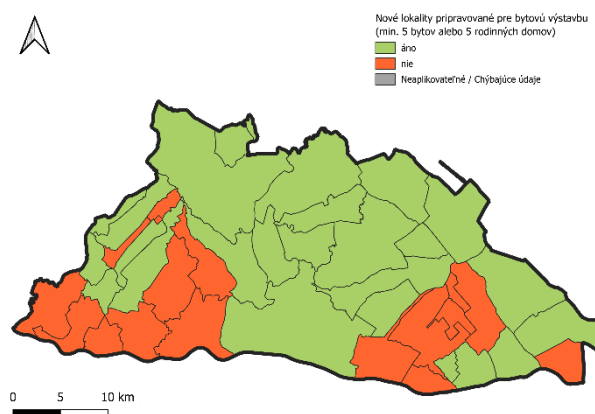 Nové lokality pripravované pre bytovú výstavbu
(min. 5 bytov alebo 5 rodinných domov)
áno
nie
Neaplikovateľné / Chýbajúce údaje
0 5 10 km